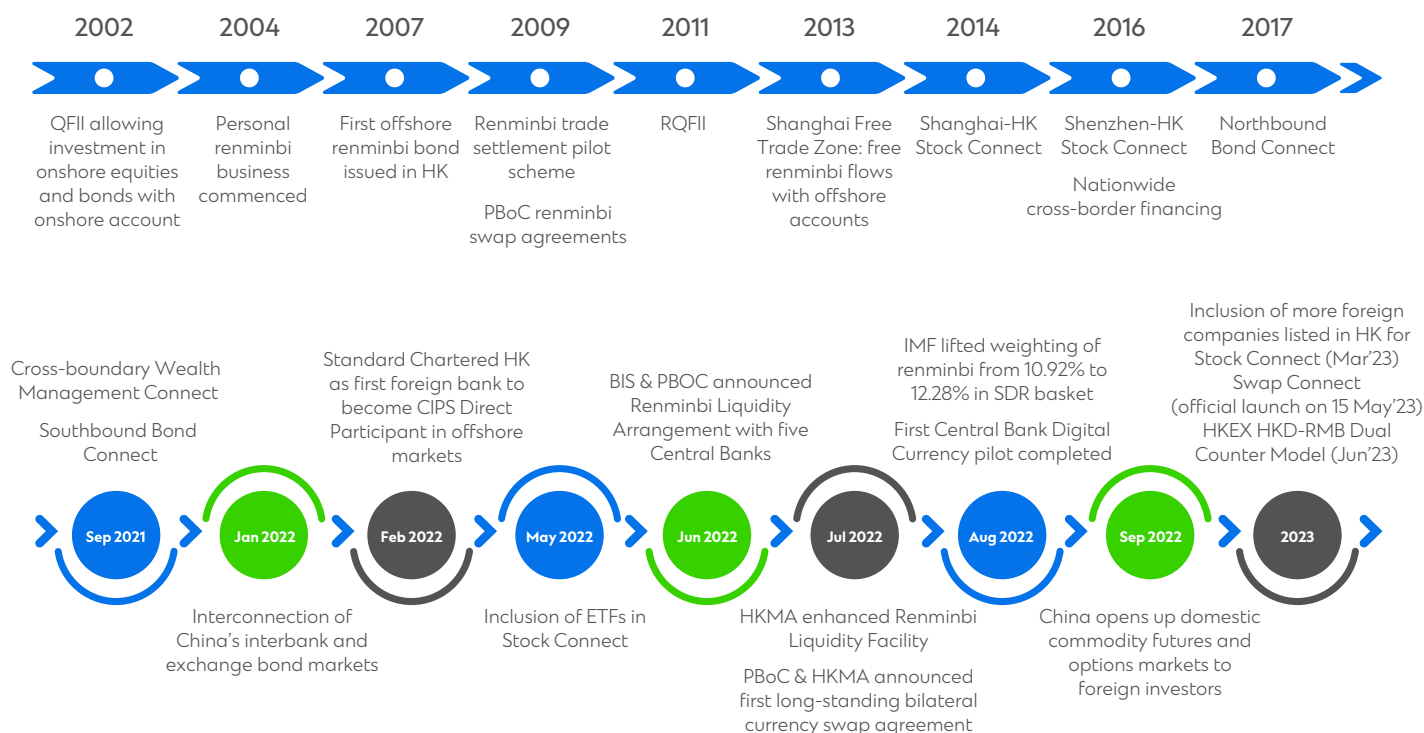 2002
QFII allowing
investment in
onshore equities
and bonds with
onshore account
2004
Personal
renminbi
business
commenced
2007
First offshore
renminbi bond
issued in HK
2009
Renminbi trade
settlement pilot
scheme
PBoC renminbi
swap agreements
2011
RQFII
2013
Shanghai Free
Trade Zone: free
renminbi flows
with offshore
accounts
2014
Shanghai-HK
Stock Connect
2016
Shenzhen-HK
Stock Connect
Nationwide
cross-border financing
2017
Northbound
Bond Connect
Cross-boundary Wealth
Management Connect
Southbound Bond
Connect
Sep 2021
Jan 2022
Interconnection of
China's interbank and
exchange bond markets
Standard Chartered HK
as first foreign bank to
become CIPS Direct
Participant in offshore
markets
Feb 2022
May 2022
Inclusion of ETFs in
Stock Connect
BIS & PBOC announced
Renminbi Liquidity
Arrangement with five
Central Banks
Jun 2022
Jul 2022
HKMA enhanced Renminbi
Liquidity Facility
PBoC & HKMA announced
first long-standing bilateral
currency swap agreement
IMF lifted weighting of
renminbi from 10.92% to
12.28% in SDR basket
First Central Bank Digital
Currency pilot completed
Aug 2022
Sep 2022
China opens up domestic
commodity futures and
options markets to
foreign investors
Inclusion of more foreign
companies listed in HK for
Stock Connect (Mar'23)
Swap Connect
(official launch on 15 May'23)
HKEX HKD-RMB Dual
Counter Model (Jun'23)
2023